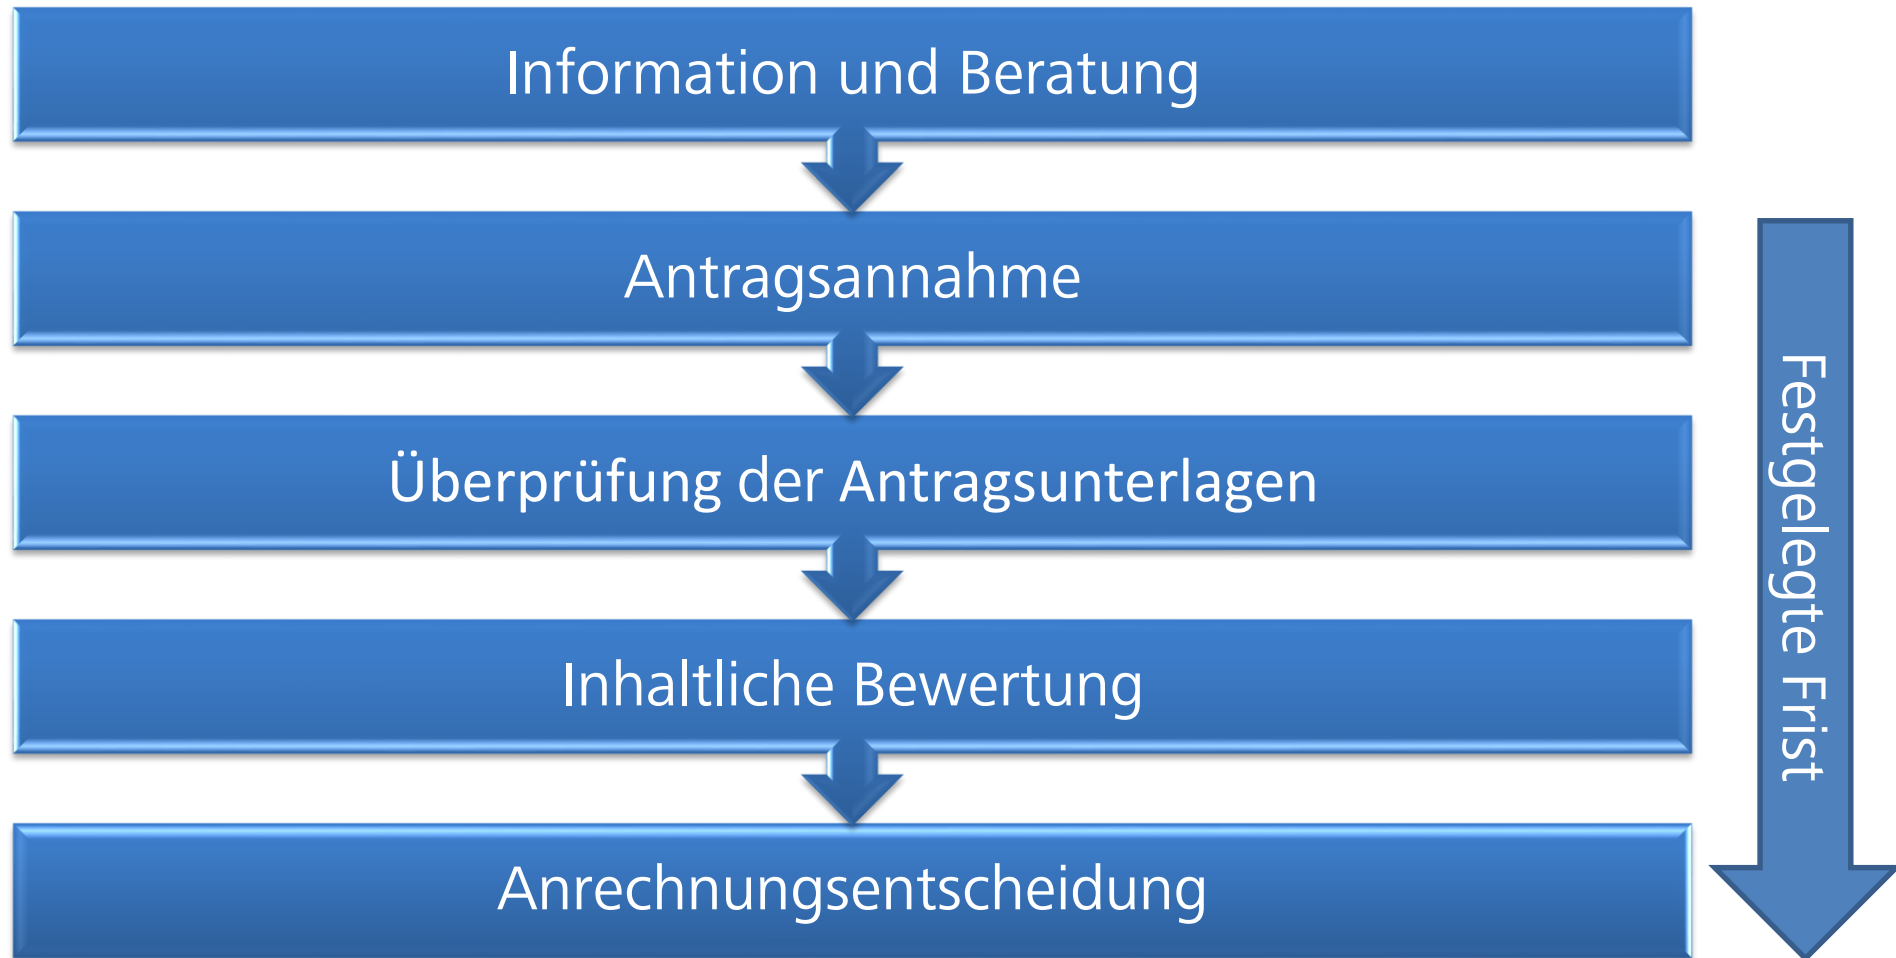 Information und Beratung
Antragsannahme
Überprüfung der Antragsunterlagen
Inhaltliche Bewertung
Anrechnungsentscheidung
Festgelegte Frist